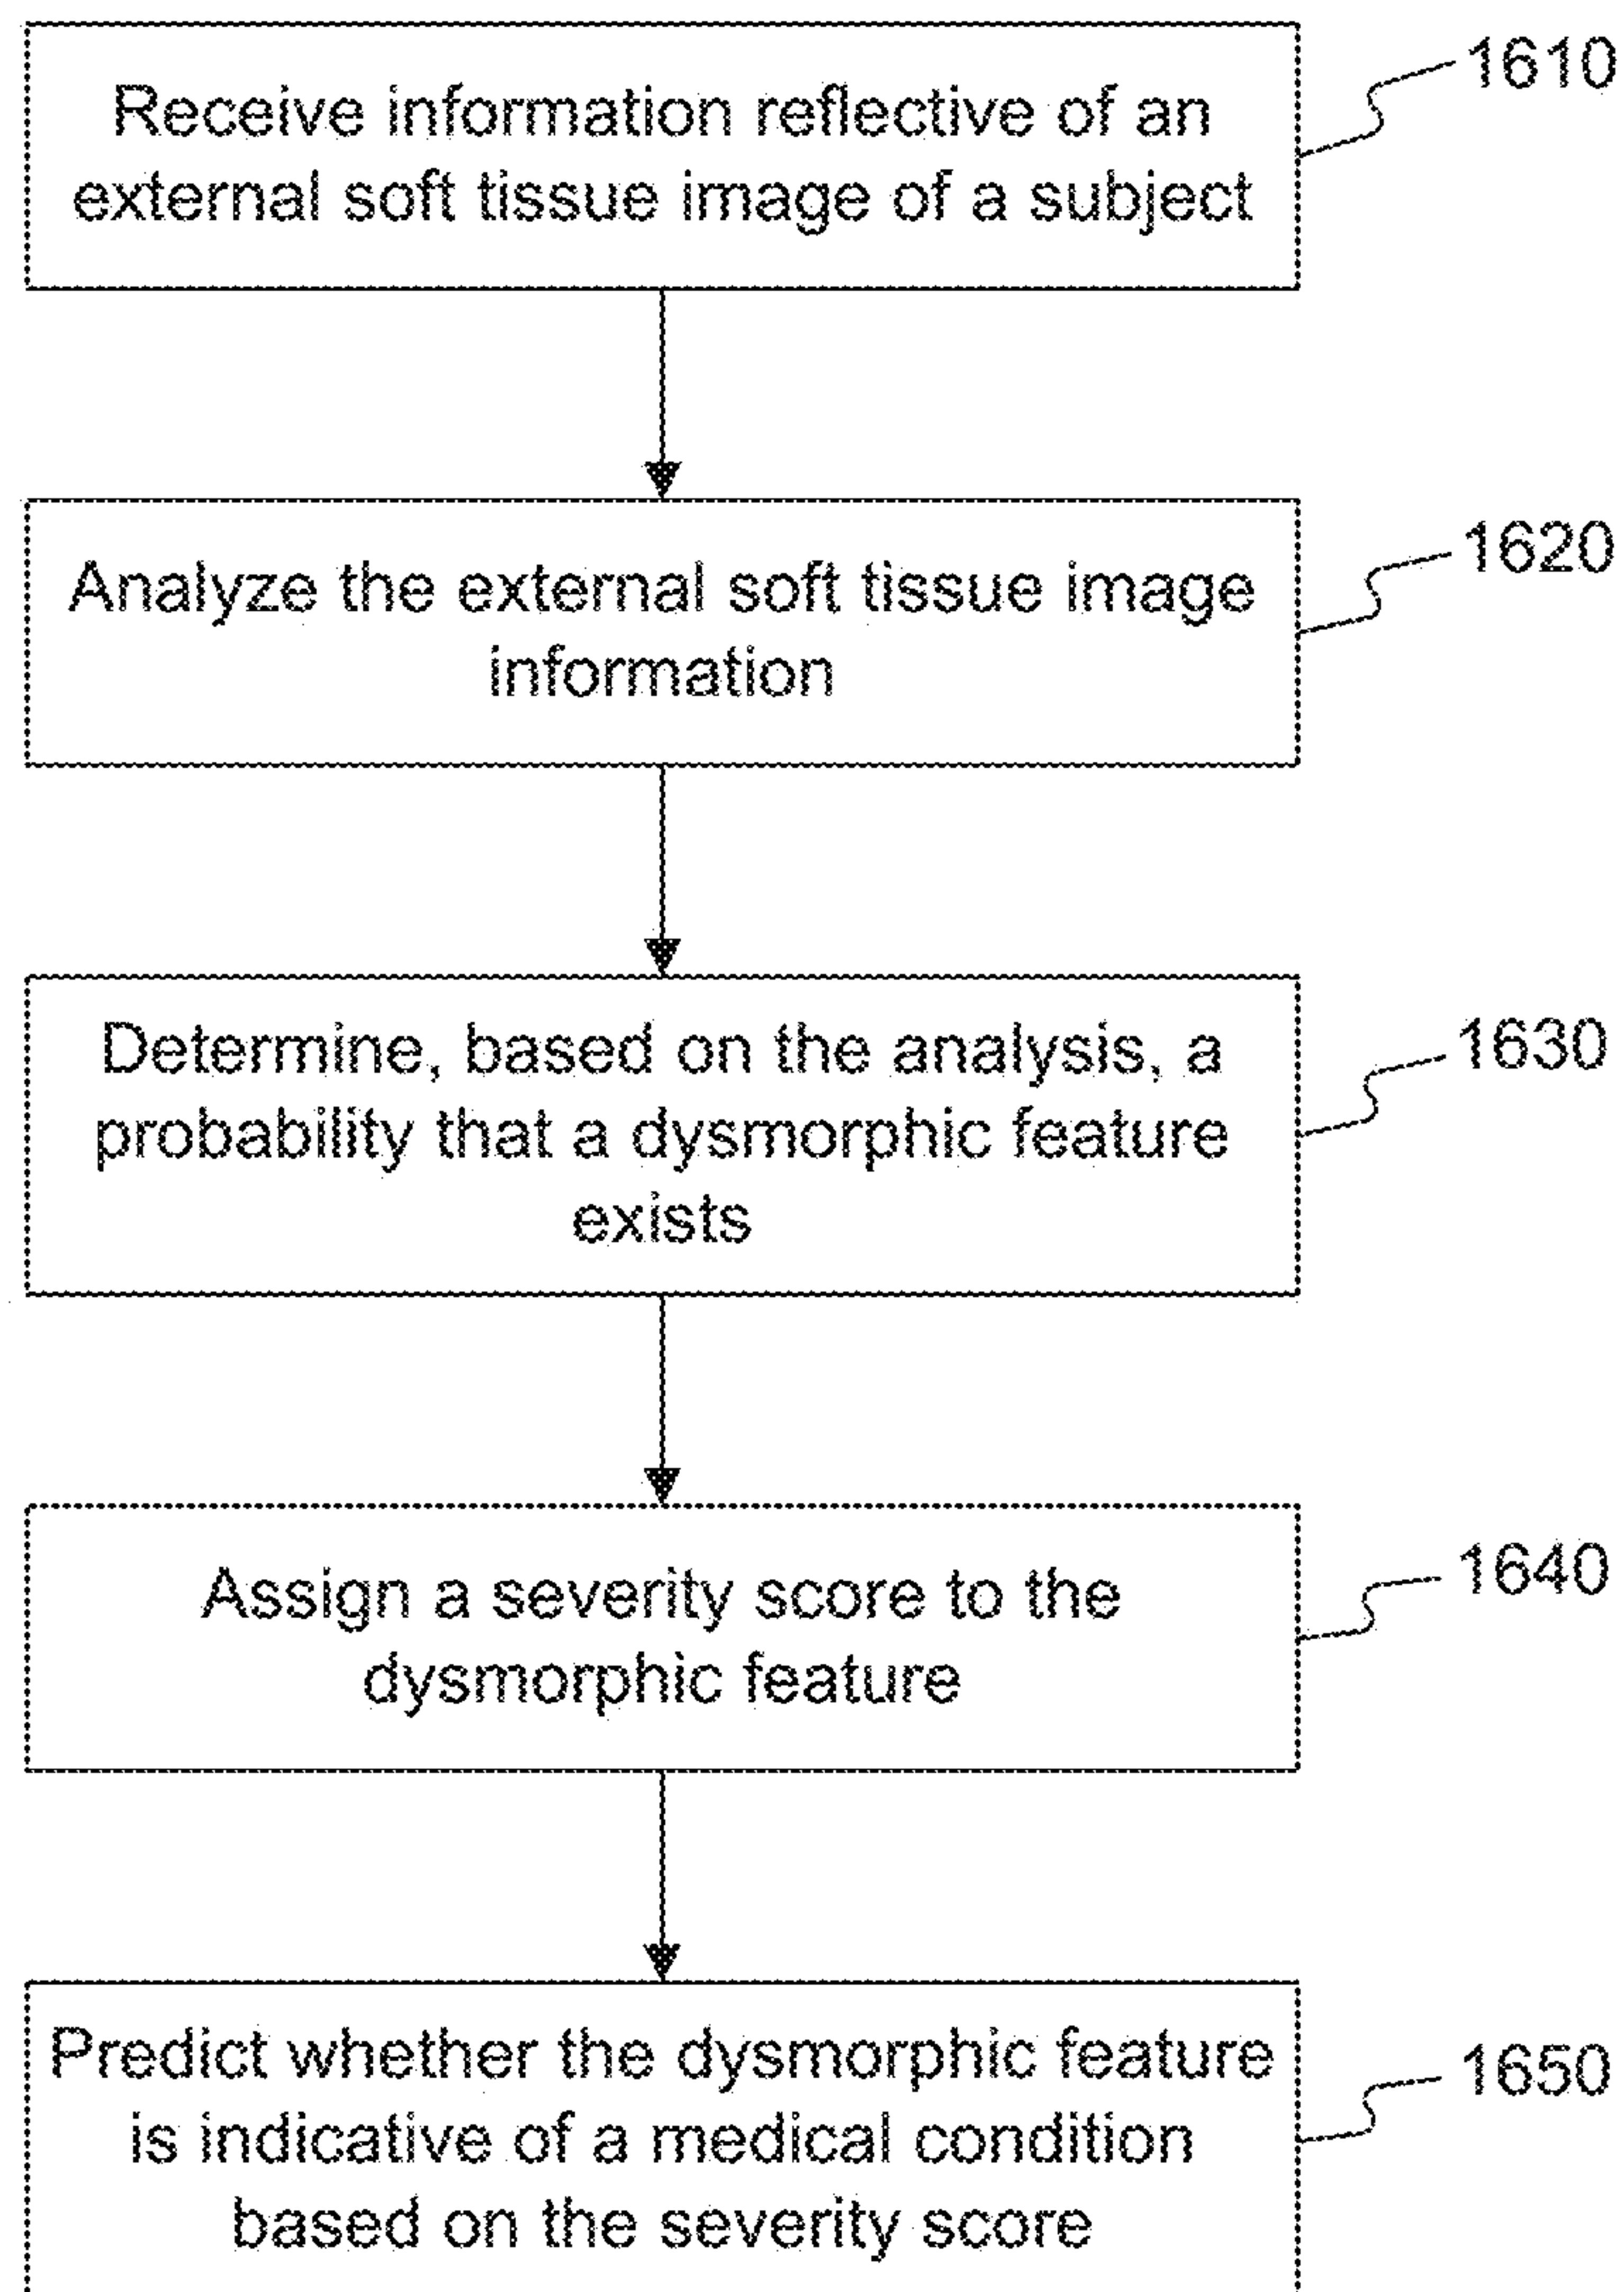 Receive information reflective of an
external soft tissue image of a subject
1610
Analyze the external soft tissue image
information
1620
Determine, based on the analysis, a
probability that a dysmorphic feature
exists
1630
Assign a severity score to the
dysmorphic feature
1640
Predict whether the dysmorphic feature
is indicative of a medical condition
based on the severity score
1650